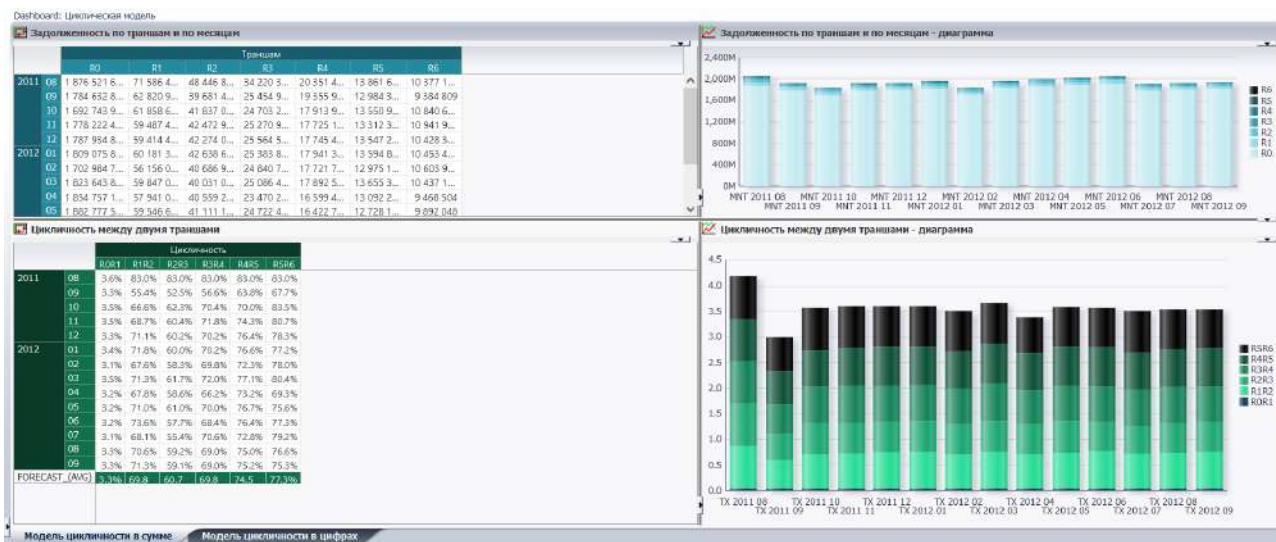 Dashboard: Циклическая модель
Задолженность по траншам и по месяцам
Траншам
R0 R1 R2 R3 R4 R5 R6
2011 08 1 876 521 6... 71 586 4... 48 446 8... 34 220 3... 20 551 4... 13 861 6... 10 377 1...
09 1 784 632 8... 62 820 9... 39 681 4... 25 454 9... 19 555 9... 12 984 3... 9 384 809
10 1 692 743 9... 61 858 6... 41 837 0... 24 703 2... 17 913 9... 13 550 9... 10 840 6...
11 1 778 222 4... 59 487 4... 42 472 9... 25 270 9... 17 725 1... 13 312 3... 10 941 9...
12 1 787 954 8... 59 414 4... 42 274 0... 25 564 5... 17 745 4... 13 547 2... 10 428 3...
2012 01 1 809 075 8... 60 181 3... 42 638 6... 25 383 8... 17 941 3... 13 594 8... 10 453 4...
02 1 702 984 7... 56 156 0... 40 686 9... 24 840 7... 17 721 7... 12 975 1... 10 603 9...
03 1 823 643 8... 59 847 0... 40 031 0... 25 086 4... 17 892 5... 13 655 3... 10 437 1...
04 1 834 757 1... 57 941 0... 40 559 2... 23 470 2... 16 599 4... 13 092 2... 9 468 504
05 1 882 777 5... 59 546 6... 41 111 1... 24 722 4... 16 422 7... 12 728 1... 9 892 048
Задолженность по траншам и по месяцам - диаграмма
2,400M
2,000M
1,600M
1,200M
800M
400M
0M
MNT 2011 08 MNT 2011 10 MNT 2011 12 MNT 2012 02 MNT 2012 04 MNT 2012 06 MNT 2012 08
MNT 2011 09 MNT 2011 11 MNT 2012 01 MNT 2012 03 MNT 2012 05 MNT 2012 07 MNT 2012 09
R6
R5
R4
R3
R2
R1
R0
Цикличность между двумя траншами
Цикличность
R0R1 R1R2 R2R3 R3R4 R4R5 R5R6
2011 08 3.6% 83.0% 83.0% 83.0% 83.0% 83.0%
09 3.3% 55.4% 52.5% 56.6% 63.8% 67.7%
10 3.5% 66.6% 62.3% 70.4% 70.0% 83.5%
11 3.5% 68.7% 60.4% 71.8% 74.3% 80.7%
12 3.3% 71.1% 60.2% 70.2% 76.4% 78.3%
2012 01 3.4% 71.8% 60.0% 70.2% 76.6% 77.2%
02 3.1% 67.6% 58.3% 69.8% 72.3% 78.0%
03 3.5% 71.3% 61.7% 72.0% 77.1% 80.4%
04 3.2% 67.8% 58.6% 66.2% 73.2% 69.3%
05 3.2% 71.0% 61.0% 70.0% 76.7% 75.6%
06 3.2% 73.6% 57.7% 68.4% 76.4% 77.3%
07 3.1% 68.1% 55.4% 70.6% 72.8% 79.2%
08 3.3% 70.6% 59.2% 69.0% 75.0% 76.6%
09 3.3% 71.3% 59.1% 69.0% 75.2% 75.3%
FORECAST_(AVG) 3.3% 69.8 60.7 69.8 74.5 77.3%
Цикличность между двумя траншами - диаграмма
4.5
4.0
3.5
3.0
2.5
2.0
1.5
1.0
0.5
0.0
TX 2011 08 TX 2011 10 TX 2011 12 TX 2012 02 TX 2012 04 TX 2012 06 TX 2012 08
TX 2011 09 TX 2011 11 TX 2012 01 TX 2012 03 TX 2012 05 TX 2012 07 TX 2012 09
R5R6
R4R5
R3R4
R2R3
R1R2
R0R1
Модель цикличности в сумме Модель цикличности в цифрах